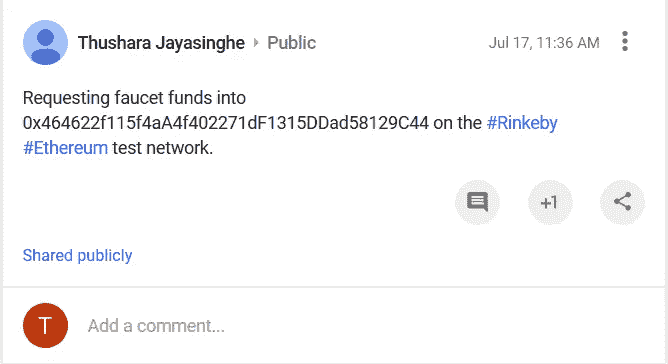 Thushara Jayasinghe ▸ Public
Jul 17, 11:36 AM
Requesting faucet funds into
0x464622f115f4aA4f402271dF1315DDad58129C44 on the #Rinkeby
#Ethereum test network.
+1
Shared publicly
T
Add a comment...